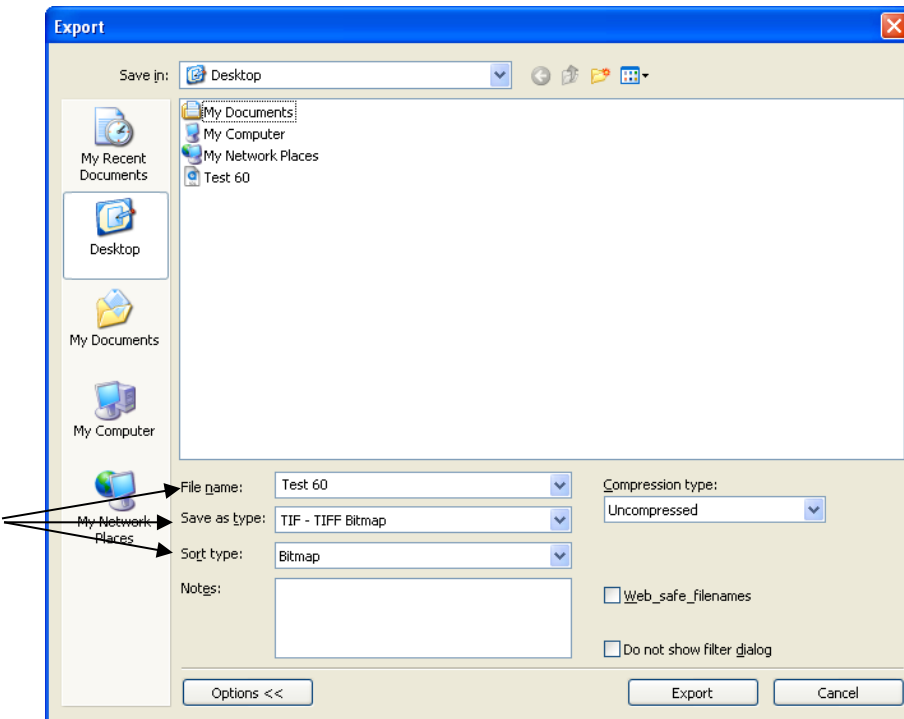 Export
Save in:
Desktop
My Documents
My Computer
My Network Places
Test 60
My Recent
Documents
Desktop
My Documents
My Computer
My Network
Places
File name:
Test 60
Compression type:
Uncompressed
Save as type:
TIF - TIFF Bitmap
Sort type:
Bitmap
Notes:
Web_safe_filenames
Do not show filter dialog
Options <<
Export
Cancel